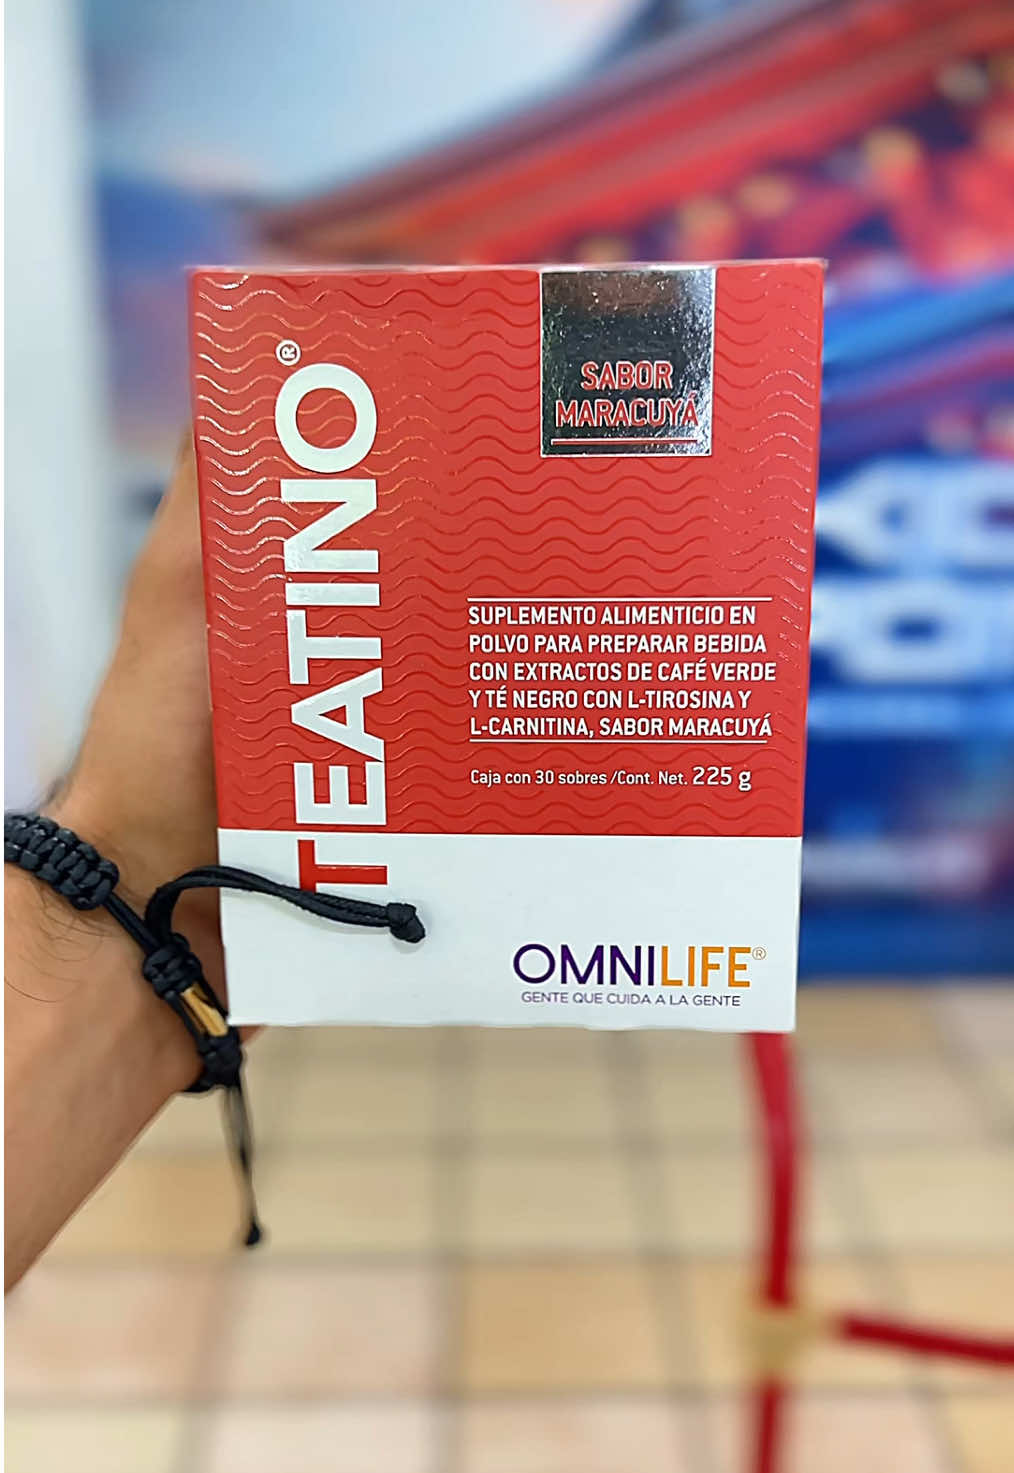 TEATINO®
SABOR
MARACUYÁ
SUPLEMENTO ALIMENTICIO EN
POLVO PARA PREPARAR BEBIDA
CON EXTRACTOS DE CAFÉ VERDE
Y TÉ NEGRO CON L-TIROSINA Y
L-CARNITINA, SABOR MARACUYÁ
Caja con 30 sobres /Cont. Net. 225 g
OMNILIFE®
GENTE QUE CUIDA A LA GENTE